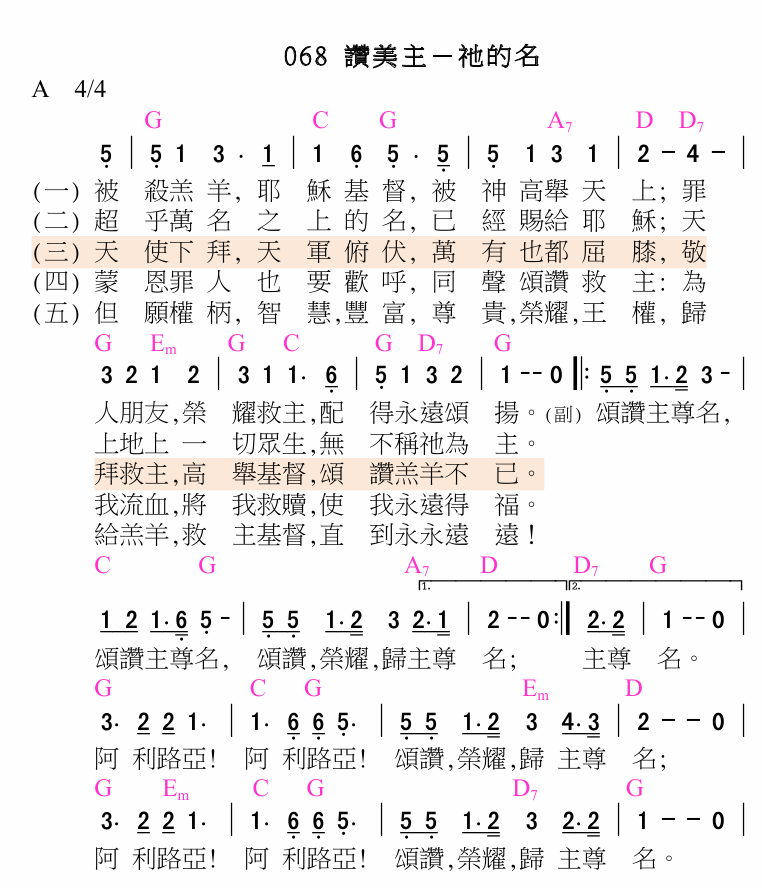 068 讚美主－祂的名
A 4/4
G C G A7 D D7
5 | 5 1 3 · 1 | 1 6 5 · 5 | 5 1 3 1 | 2 － 4 － |
(一) 被 殺羔 羊, 耶 穌 基 督, 被 神 高舉 天 上; 罪
(二) 超 乎萬 名 之 上 的 名, 已 經 賜給 耶 穌; 天
(三) 天 使下 拜, 天 軍 俯 伏, 萬 有 也都 屈 膝, 敬
(四) 蒙 恩罪 人 也 要 歡 呼, 同 聲 頌讚 救 主: 為
(五) 但 願權 柄, 智 慧,豐 富, 尊 貴,榮耀,王 權, 歸
G Em G C G D7 G
3 2 1 2 | 3 1 1· 6 | 5 1 3 2 | 1 -- 0 ‖: 5 5 1·2 3 - |
人朋友,榮 耀救主,配 得永遠頌 揚。(副) 頌讚主尊名,
上地上 一 切眾生,無 不稱祂為 主。
拜救主,高 舉基督,頌 讚羔羊不 已。
我流血,將 我救贖,使 我永遠得 福。
給羔羊,救 主基督,直 到永永遠 遠!
C G A7 D D7 G
1. 2.
1 2 1·6 5 - | 5 5 1·2 3 2·1 | 2 -- 0 :‖ 2·2 | 1 -- 0 |
頌讚主尊名, 頌讚,榮耀,歸主尊 名; 主尊 名。
G C G Em D
3· 2 2 1· | 1· 6 6 5· | 5 5 1·2 3 4·3 | 2 － － 0 |
阿 利路亞! 阿 利路亞! 頌讚,榮耀,歸 主尊 名;
G Em C G D7 G
3· 2 2 1· | 1· 6 6 5· | 5 5 1·2 3 2·2 | 1 － － 0 |
阿 利路亞! 阿 利路亞! 頌讚,榮耀,歸 主尊 名。